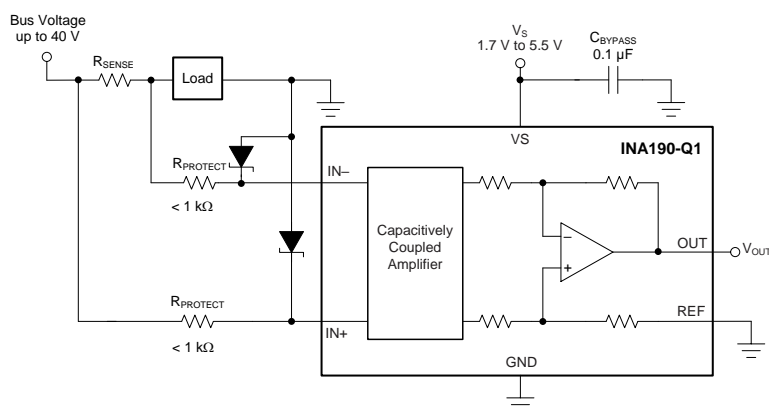 Bus Voltage
up to 40 V
RSENSE
Load
VS
1.7 V to 5.5 V
CBYPASS
0.1 µF
VS
INA190-Q1
RPROTECT
< 1 kΩ
IN–
Capacitively
Coupled
Amplifier
–
+
OUT
VOUT
RPROTECT
< 1 kΩ
IN+
REF
GND